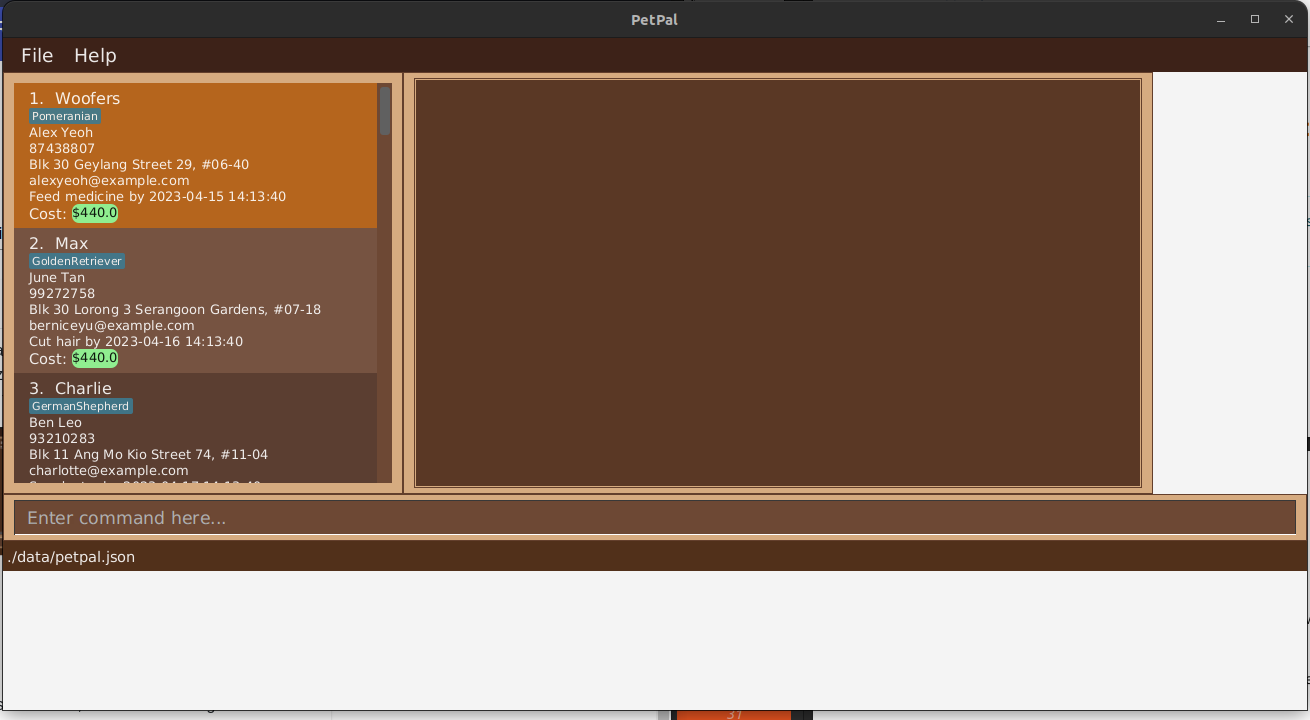 PetPal
File Help
1. Woofers
Pomeranian
Alex Yeoh
87438807
Blk 30 Geylang Street 29, #06-40
alexyeoh@example.com
Feed medicine by 2023-04-15 14:13:40
Cost: $440.0
2. Max
GoldenRetriever
June Tan
99272758
Blk 30 Lorong 3 Serangoon Gardens, #07-18
berniceyu@example.com
Cut hair by 2023-04-16 14:13:40
Cost: $440.0
3. Charlie
GermanShepherd
Ben Leo
93210283
Blk 11 Ang Mo Kio Street 74, #11-04
charlotte@example.com
Enter command here...
./data/petpal.json